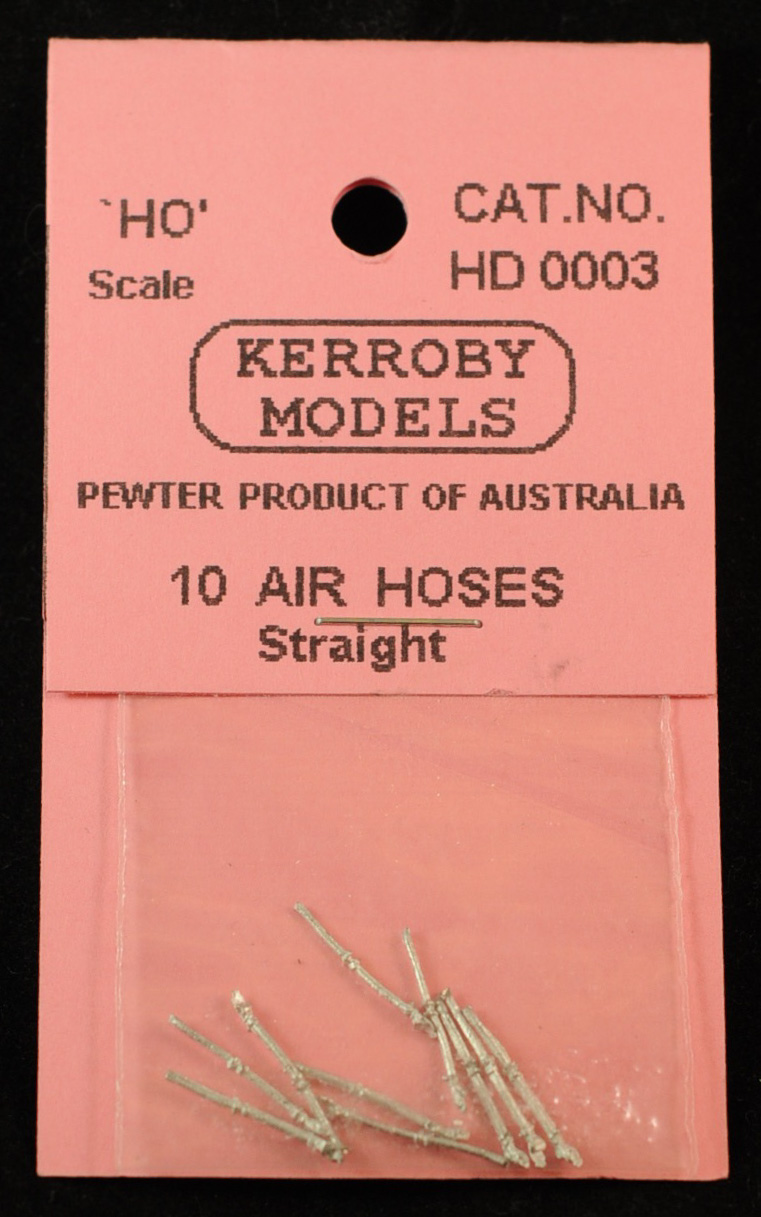 `HO'
Scale
CAT.NO.
HD 0003
KERROBY
MODELS
PEWTER PRODUCT OF AUSTRALIA
10 AIR HOSES
Straight